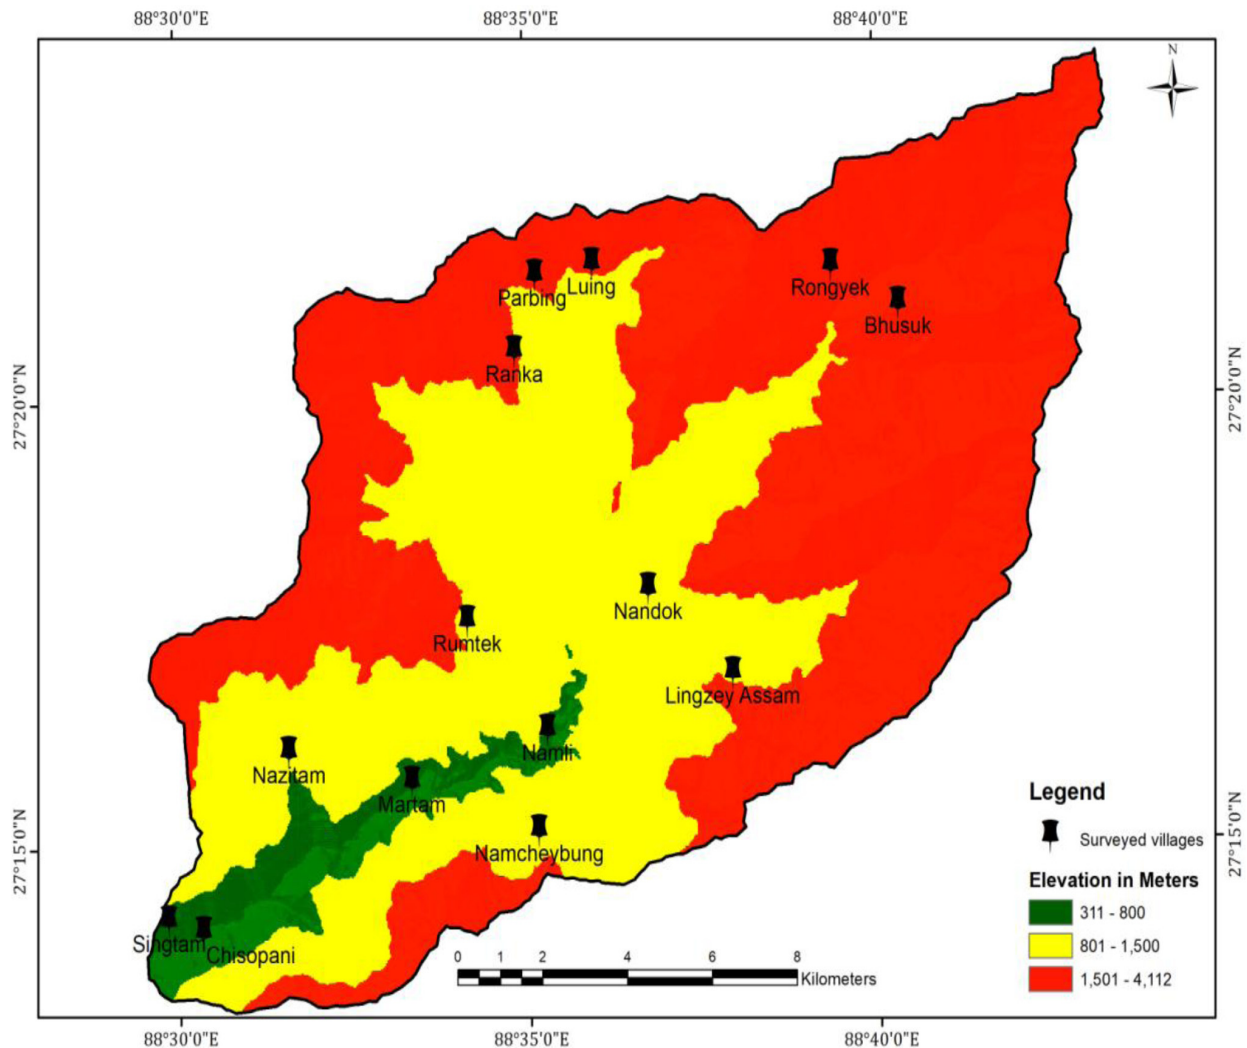 88°30'0"E
88°35'0"E
88°40'0"E
N
Parbing
Luing
Rongyek
Bhusuk
Ranka
27°20'0"N
27°20'0"N
Nandok
Rumtek
Lingzey Assam
Namli
Nazitam
Martam
Namcheybung
27°15'0"N
27°15'0"N
Legend
Surveyed villages
Elevation in Meters
311 - 800
801 - 1,500
1,501 - 4,112
Singtam
Chisopani
0 1 2 4 6 8
Kilometers
88°30'0"E
88°35'0"E
88°40'0"E